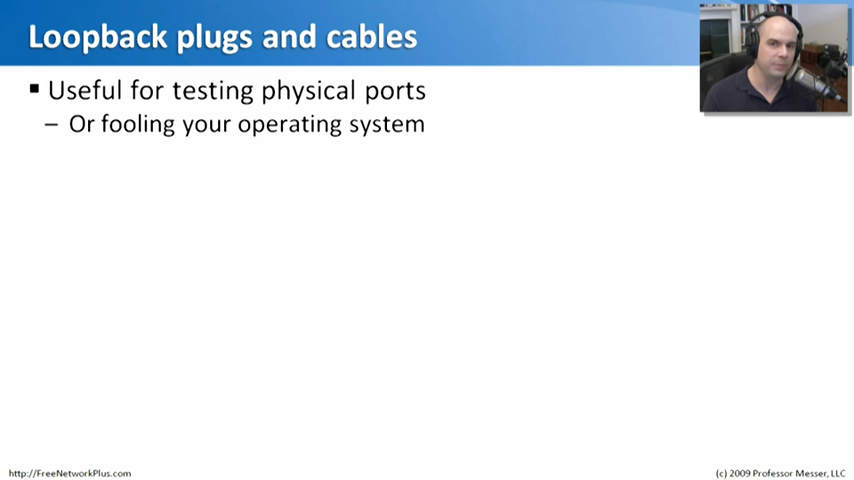 Loopback plugs and cables
▪ Useful for testing physical ports
– Or fooling your operating system
http://FreeNetworkPlus.com
(c) 2009 Professor Messer, LLC